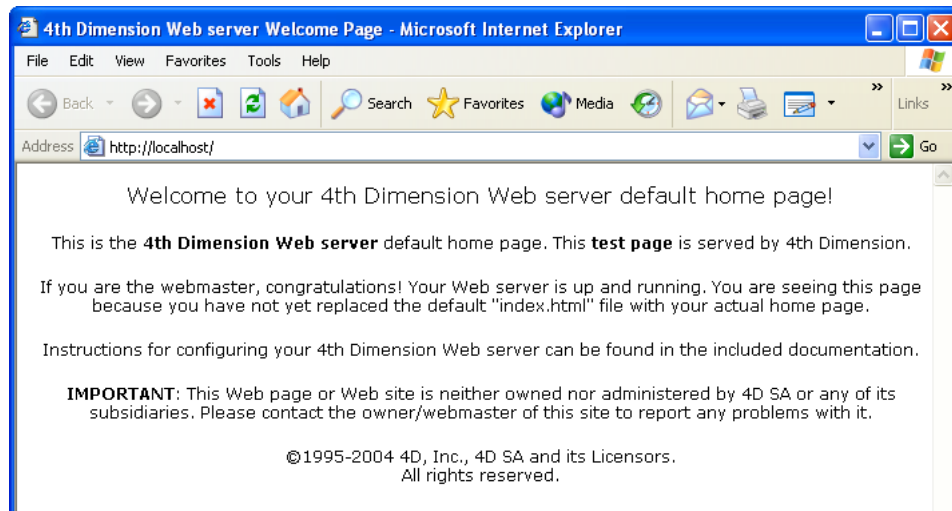 4th Dimension Web server Welcome Page - Microsoft Internet Explorer
File Edit View Favorites Tools Help
Back Search Favorites Media » Links »
Address http://localhost/ Go
Welcome to your 4th Dimension Web server default home page!
This is the 4th Dimension Web server default home page. This test page is served by 4th Dimension.
If you are the webmaster, congratulations! Your Web server is up and running. You are seeing this page
because you have not yet replaced the default "index.html" file with your actual home page.
Instructions for configuring your 4th Dimension Web server can be found in the included documentation.
IMPORTANT: This Web page or Web site is neither owned nor administered by 4D SA or any of its
subsidiaries. Please contact the owner/webmaster of this site to report any problems with it.
©1995-2004 4D, Inc., 4D SA and its Licensors.
All rights reserved.